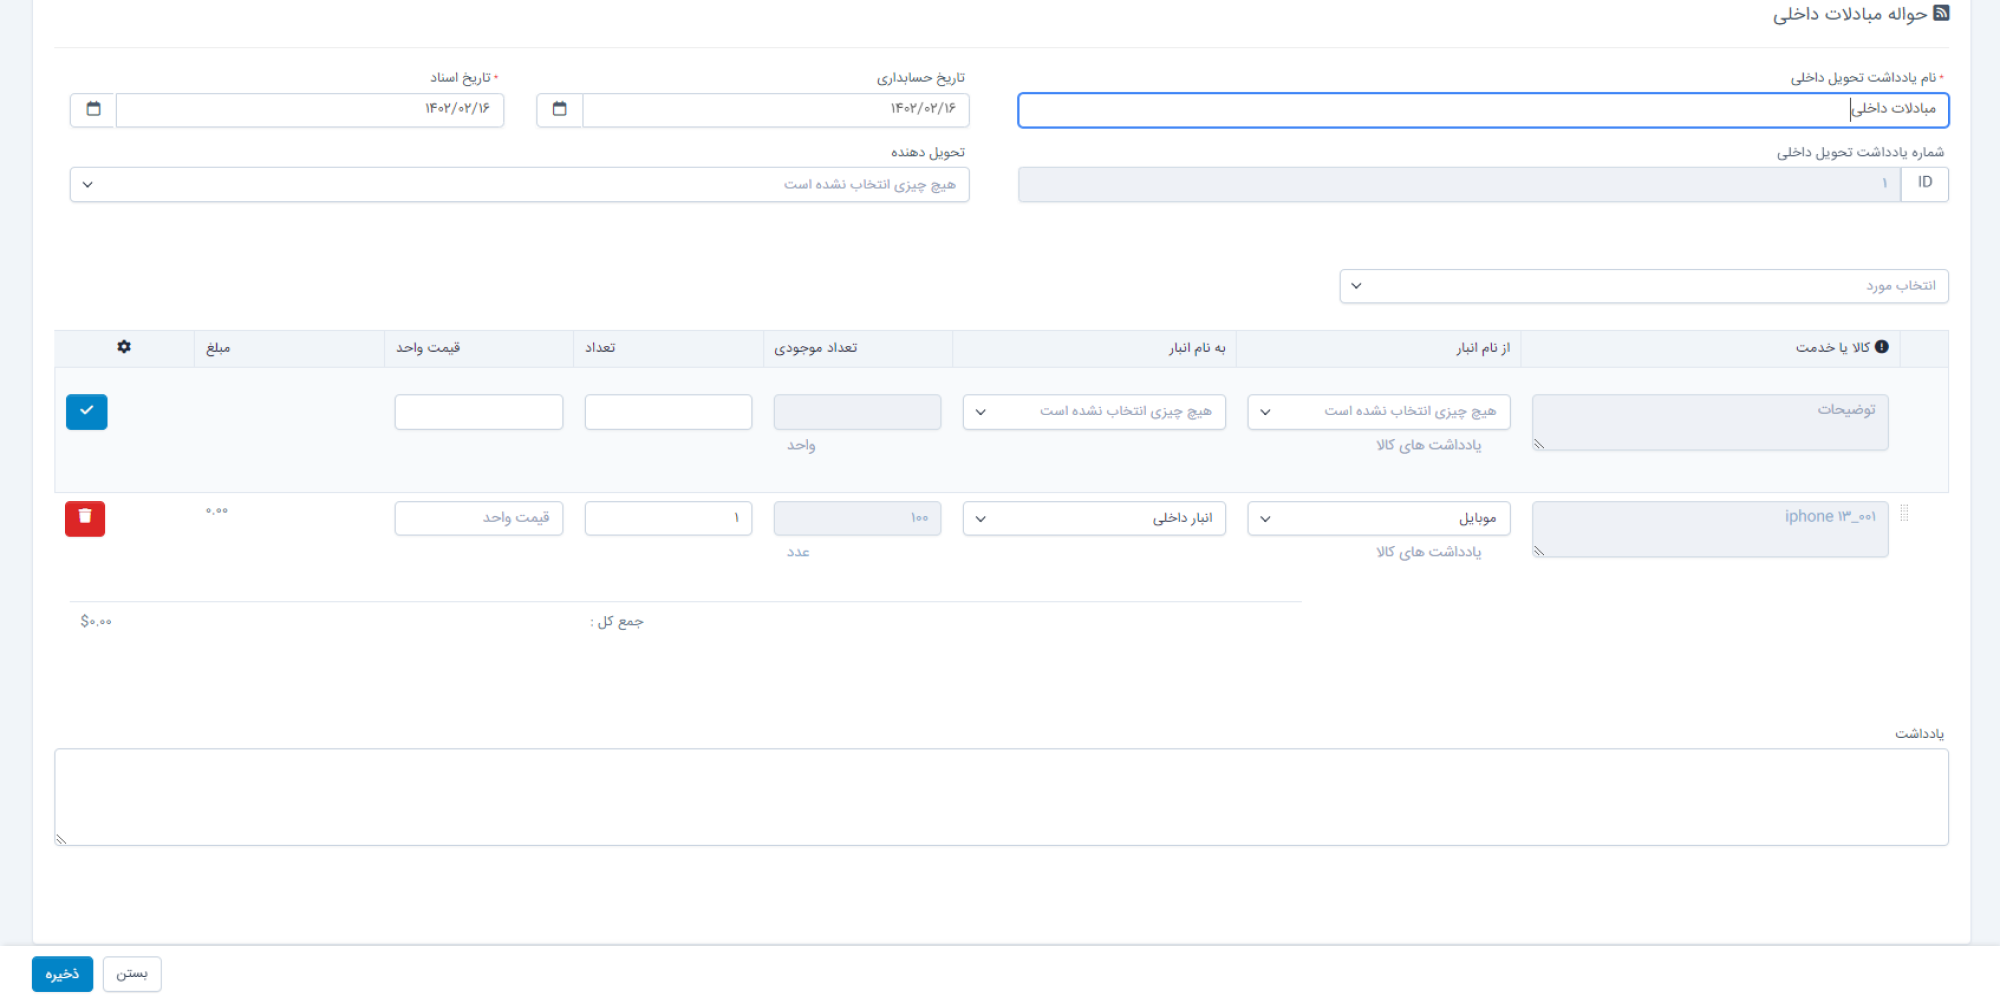 حواله مبادلات داخلی
* نام یادداشت تحویل داخلی
تاریخ حسابداری
* تاریخ اسناد
مبادلات داخلی
۱۴۰۲/۰۲/۱۶
۱۴۰۲/۰۲/۱۶
شماره یادداشت تحویل داخلی
تحویل دهنده
ID
۱
هیچ چیزی انتخاب نشده است
انتخاب مورد
کالا یا خدمت
از نام انبار
به نام انبار
تعداد موجودی
تعداد
قیمت واحد
مبلغ
توضیحات
هیچ چیزی انتخاب نشده است
هیچ چیزی انتخاب نشده است
یادداشت های کالا
واحد
iphone ۱۳_۰۰۱
موبایل
انبار داخلی
۱۰۰
۱
قیمت واحد
۰.۰۰
یادداشت های کالا
عدد
جمع کل :
$۰.۰۰
یادداشت
بستن
ذخیره